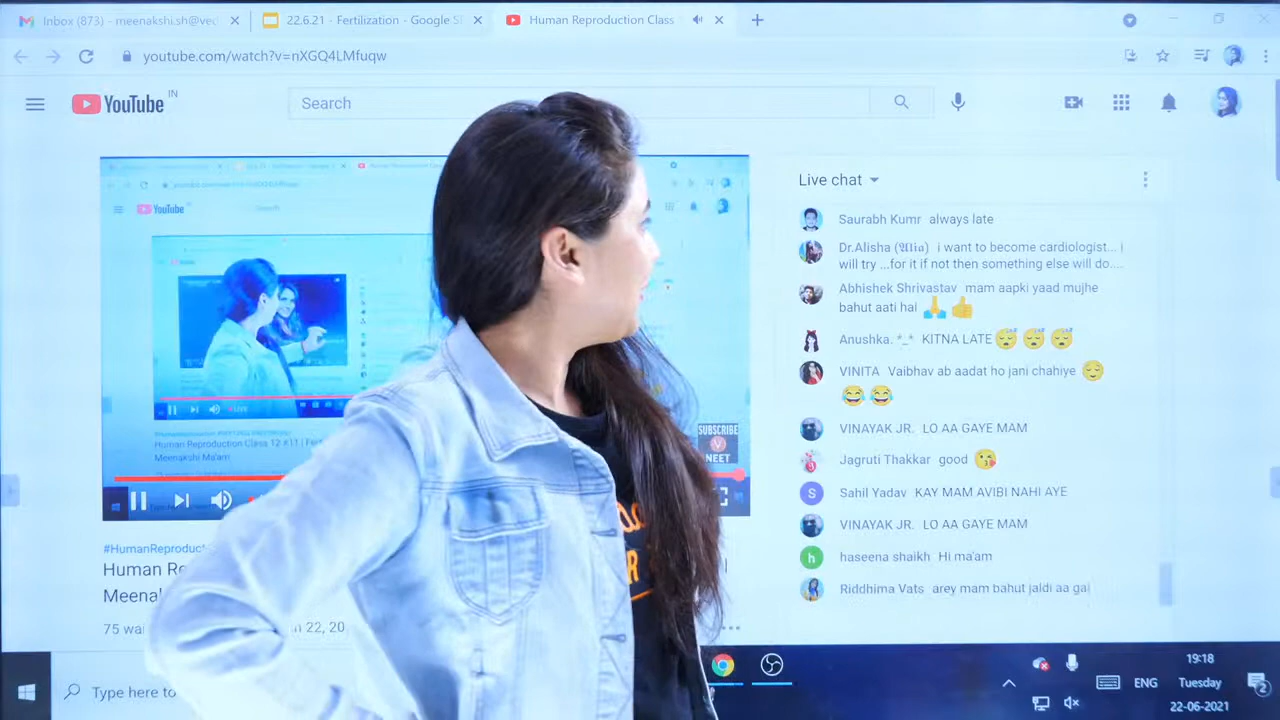 Inbox (873) - meenakshi.sh@ved
22.6.21 - Fertilization - Google Sl
Human Reproduction Class
youtube.com/watch?v=nXGQ4LMfuqw
YouTube IN
Search
Live chat
Saurabh Kumr always late
Dr.Alisha (𝔄𝔩𝔦𝔞) i want to become cardiologist... i
will try ...for it if not then something else will do....
Abhishek Shrivastav mam aapki yaad mujhe
bahut aati hai 🙏 👍
Anushka. *_* KITNA LATE 😴 😴 😴
VINITA Vaibhav ab aadat ho jani chahiye 😌
😂 😂
VINAYAK JR. LO AA GAYE MAM
Jagruti Thakkar good 😘
S Sahil Yadav KAY MAM AVIBI NAHI AYE
VINAYAK JR. LO AA GAYE MAM
h haseena shaikh Hi ma'am
Riddhima Vats arey mam bahut jaldi aa gai
YouTube
Human Reproduction Class 12 #11 | Fert
Meenakshi Ma'am
SUBSCRIBE
V
NEET
#HumanReproduc
Human Re
Meenak
75 wa
n 22, 20
Type here to
ENG
19:18
Tuesday
22-06-2021
2